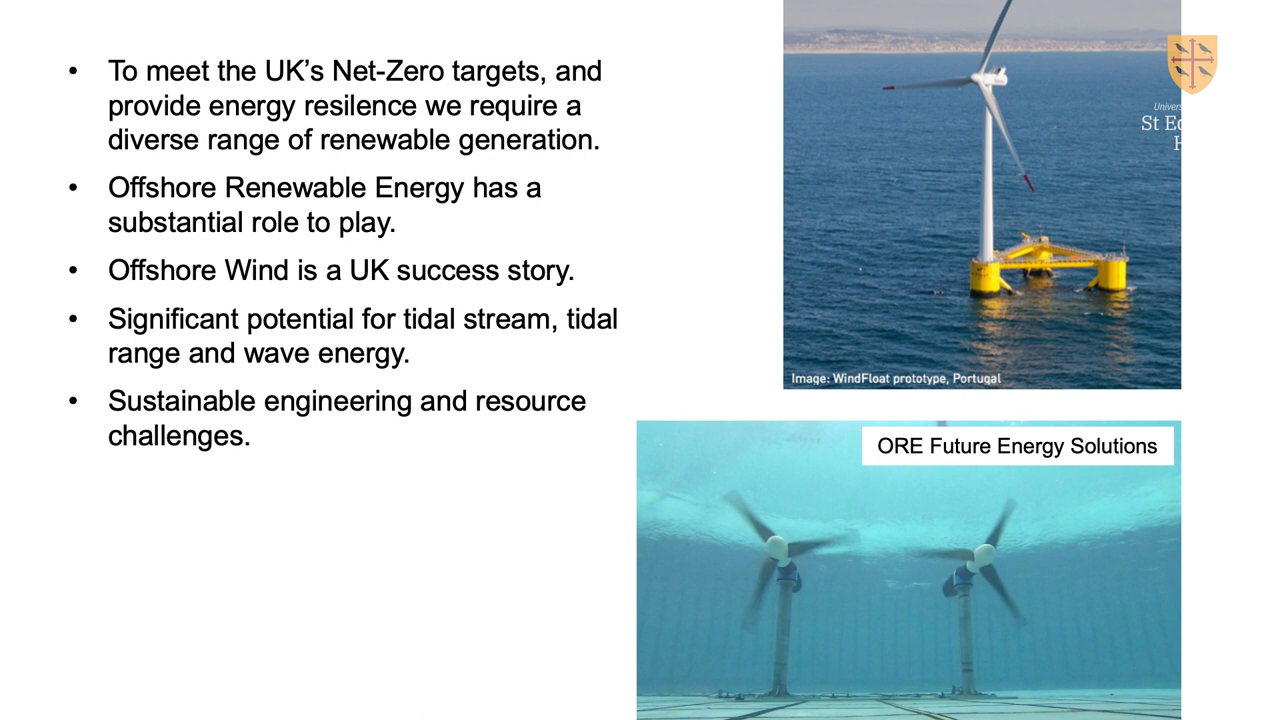 • To meet the UK’s Net-Zero targets, and
provide energy resilence we require a
diverse range of renewable generation.
• Offshore Renewable Energy has a
substantial role to play.
• Offshore Wind is a UK success story.
• Significant potential for tidal stream, tidal
range and wave energy.
• Sustainable engineering and resource
challenges.
Image: WindFloat prototype, Portugal
St
ORE Future Energy Solutions